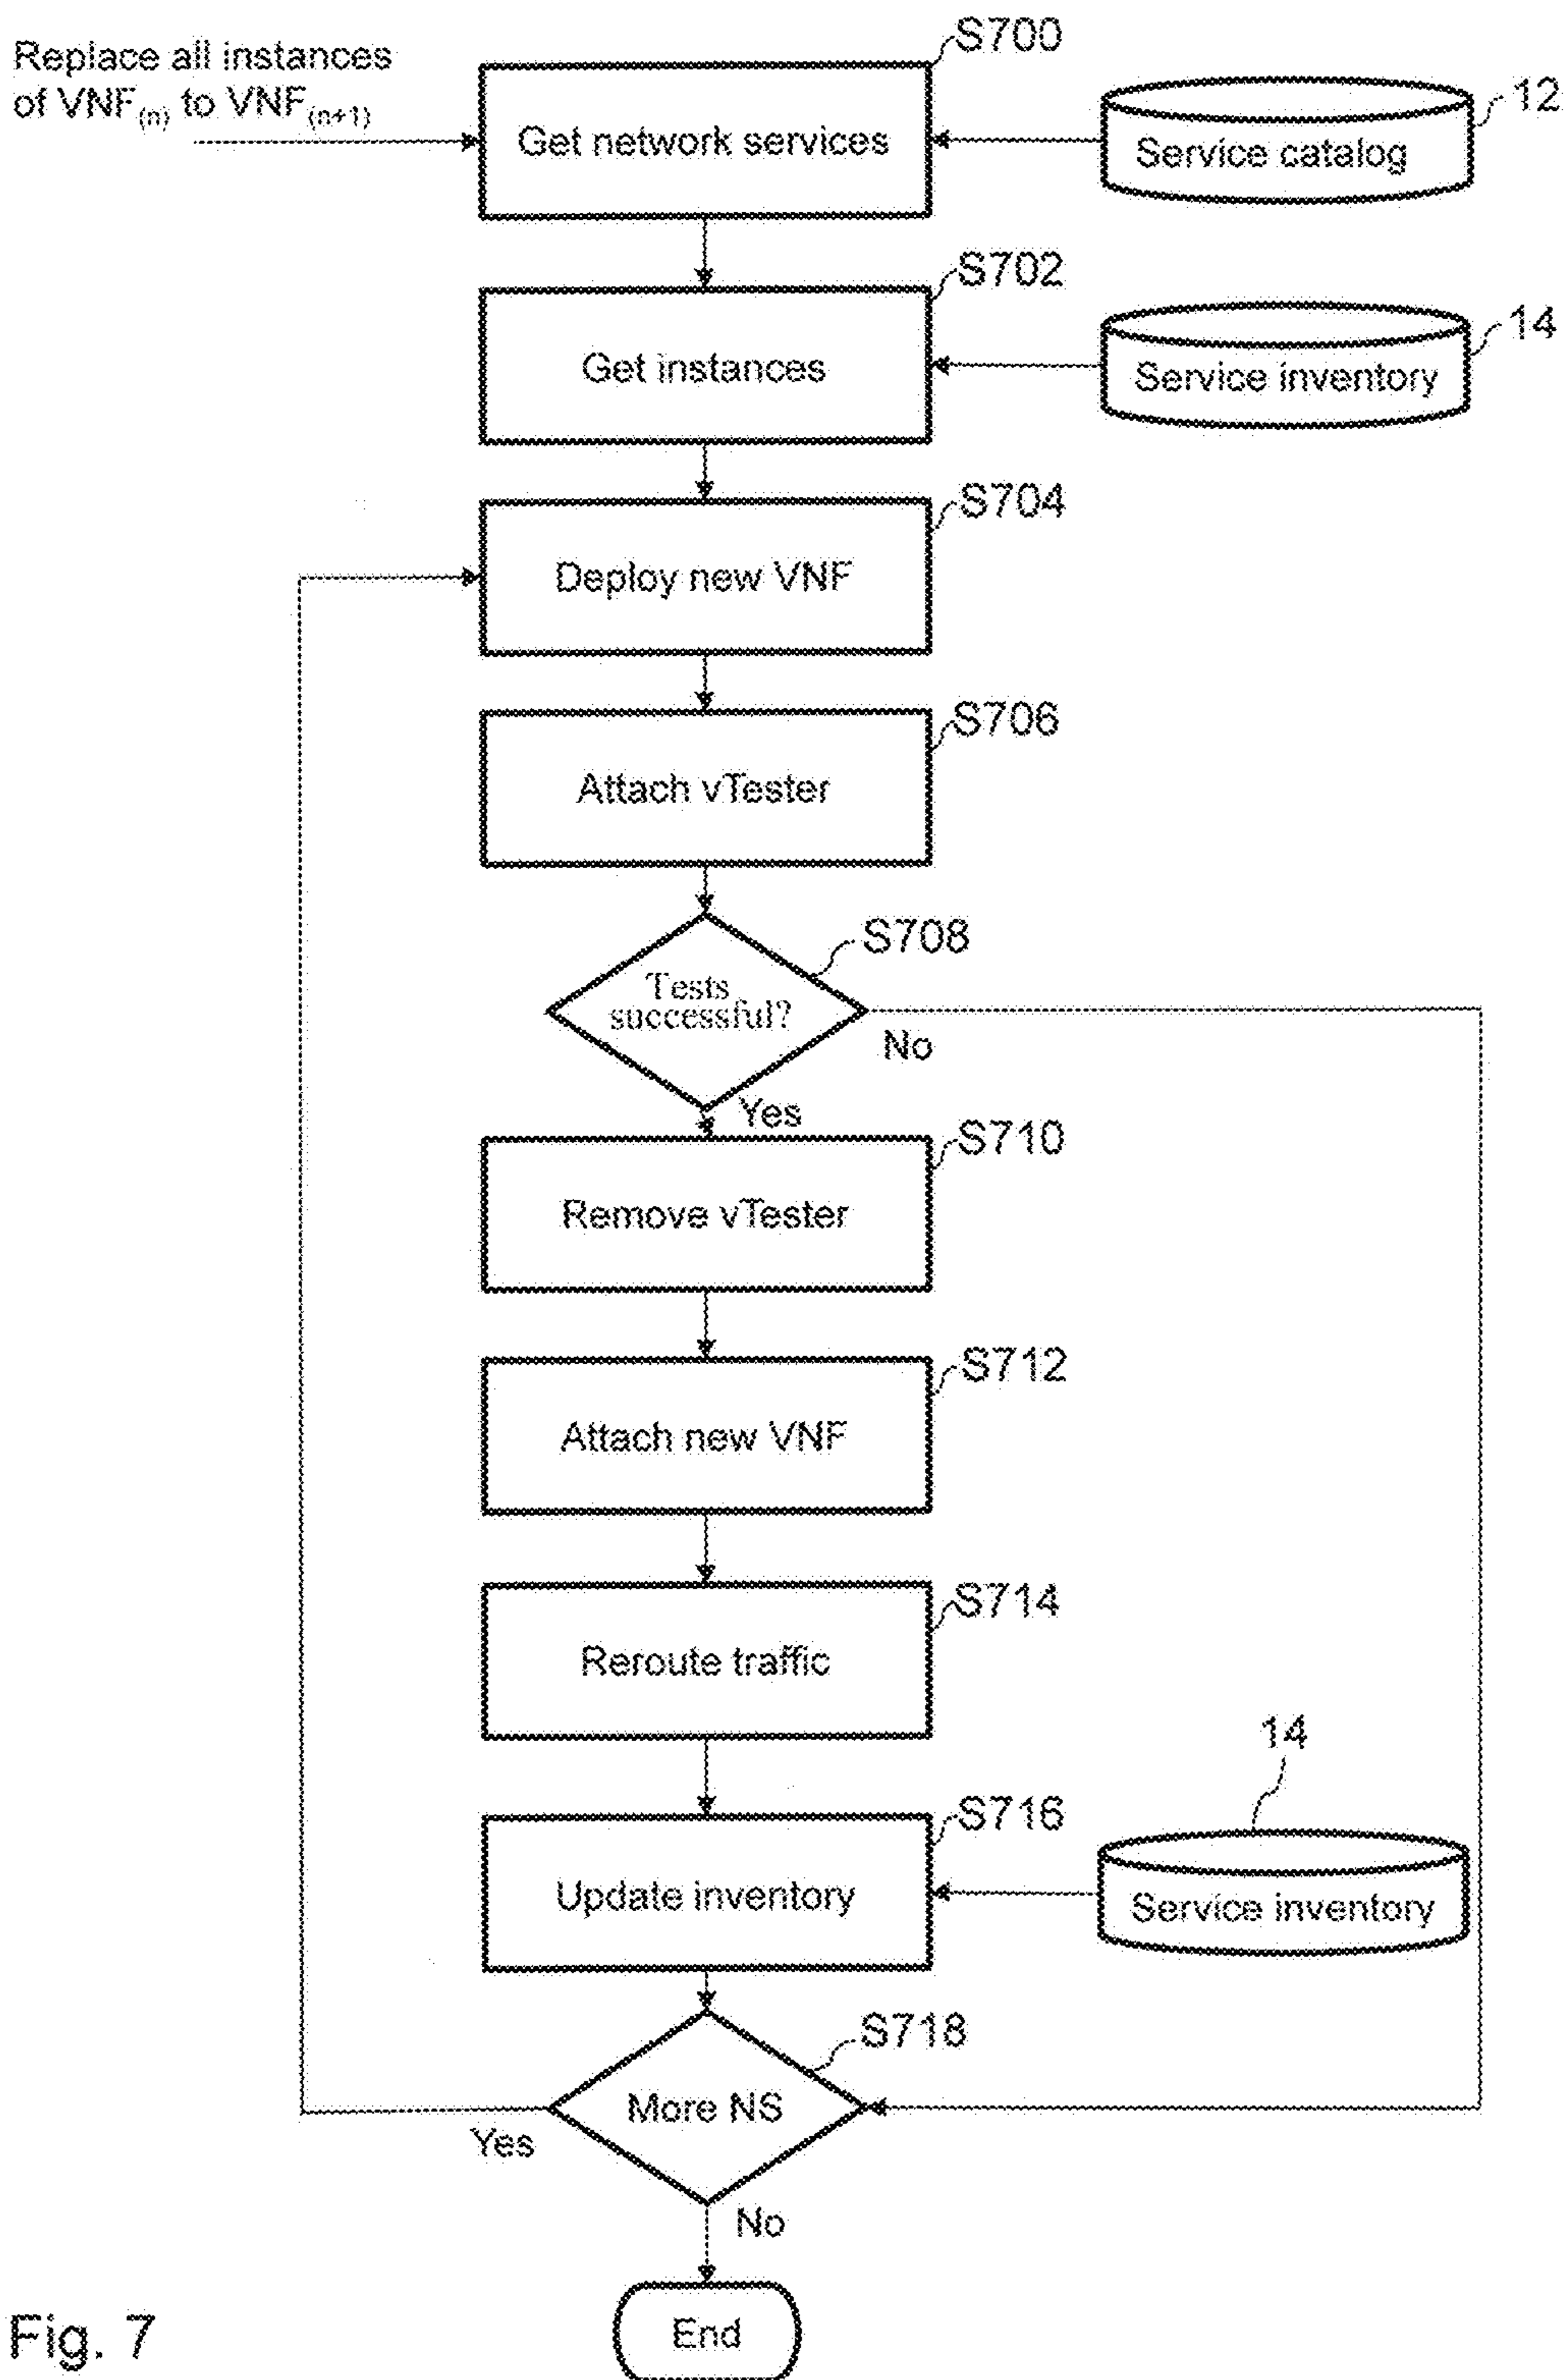 Replace all instances
of VNF(n) to VNF(n+1)
S700
Get network services
12
Service catalog
S702
Get instances
14
Service inventory
S704
Deploy new VNF
S706
Attach vTester
S708
Tests
successful?
No
Yes
S710
Remove vTester
S712
Attach new VNF
S714
Reroute traffic
14
S716
Update inventory
Service inventory
S718
More NS
Yes
No
End
Fig. 7